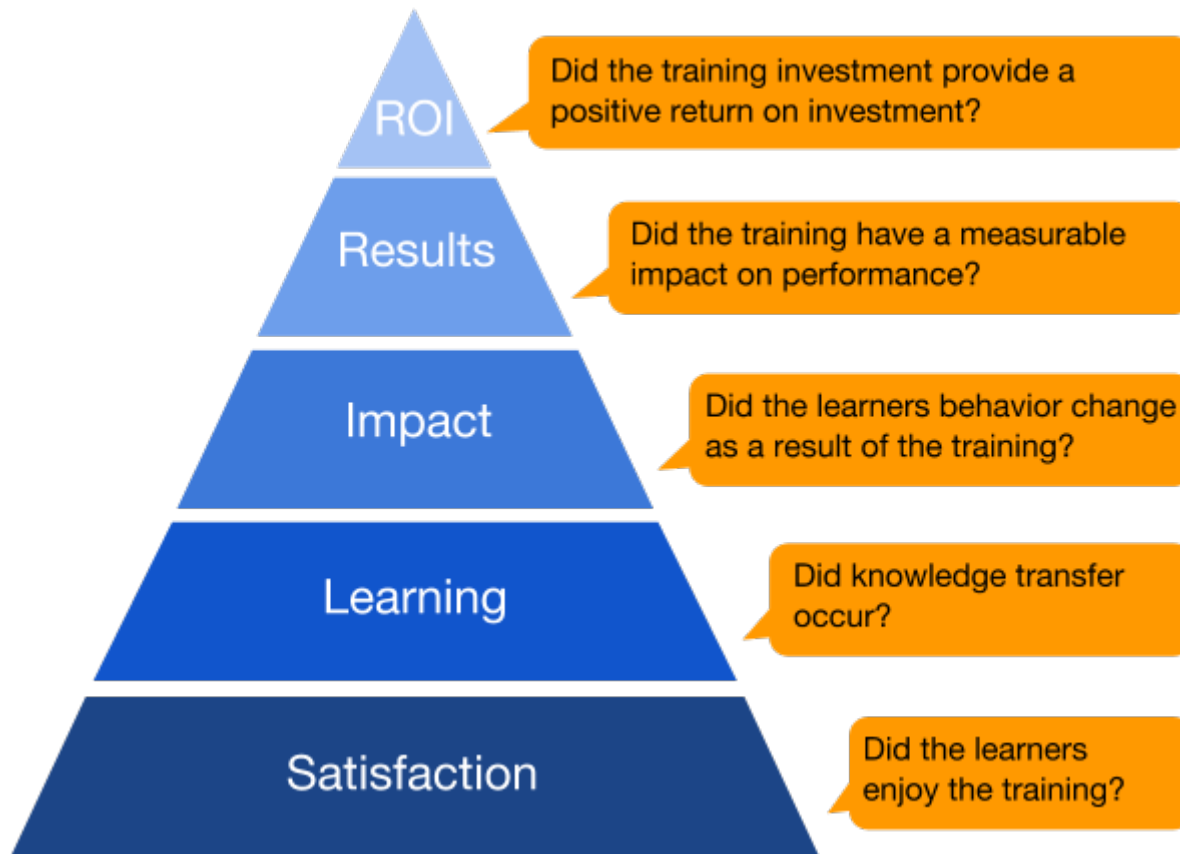 ROI
Did the training investment provide a
positive return on investment?
Results
Did the training have a measurable
impact on performance?
Impact
Did the learners behavior change
as a result of the training?
Learning
Did knowledge transfer
occur?
Satisfaction
Did the learners
enjoy the training?